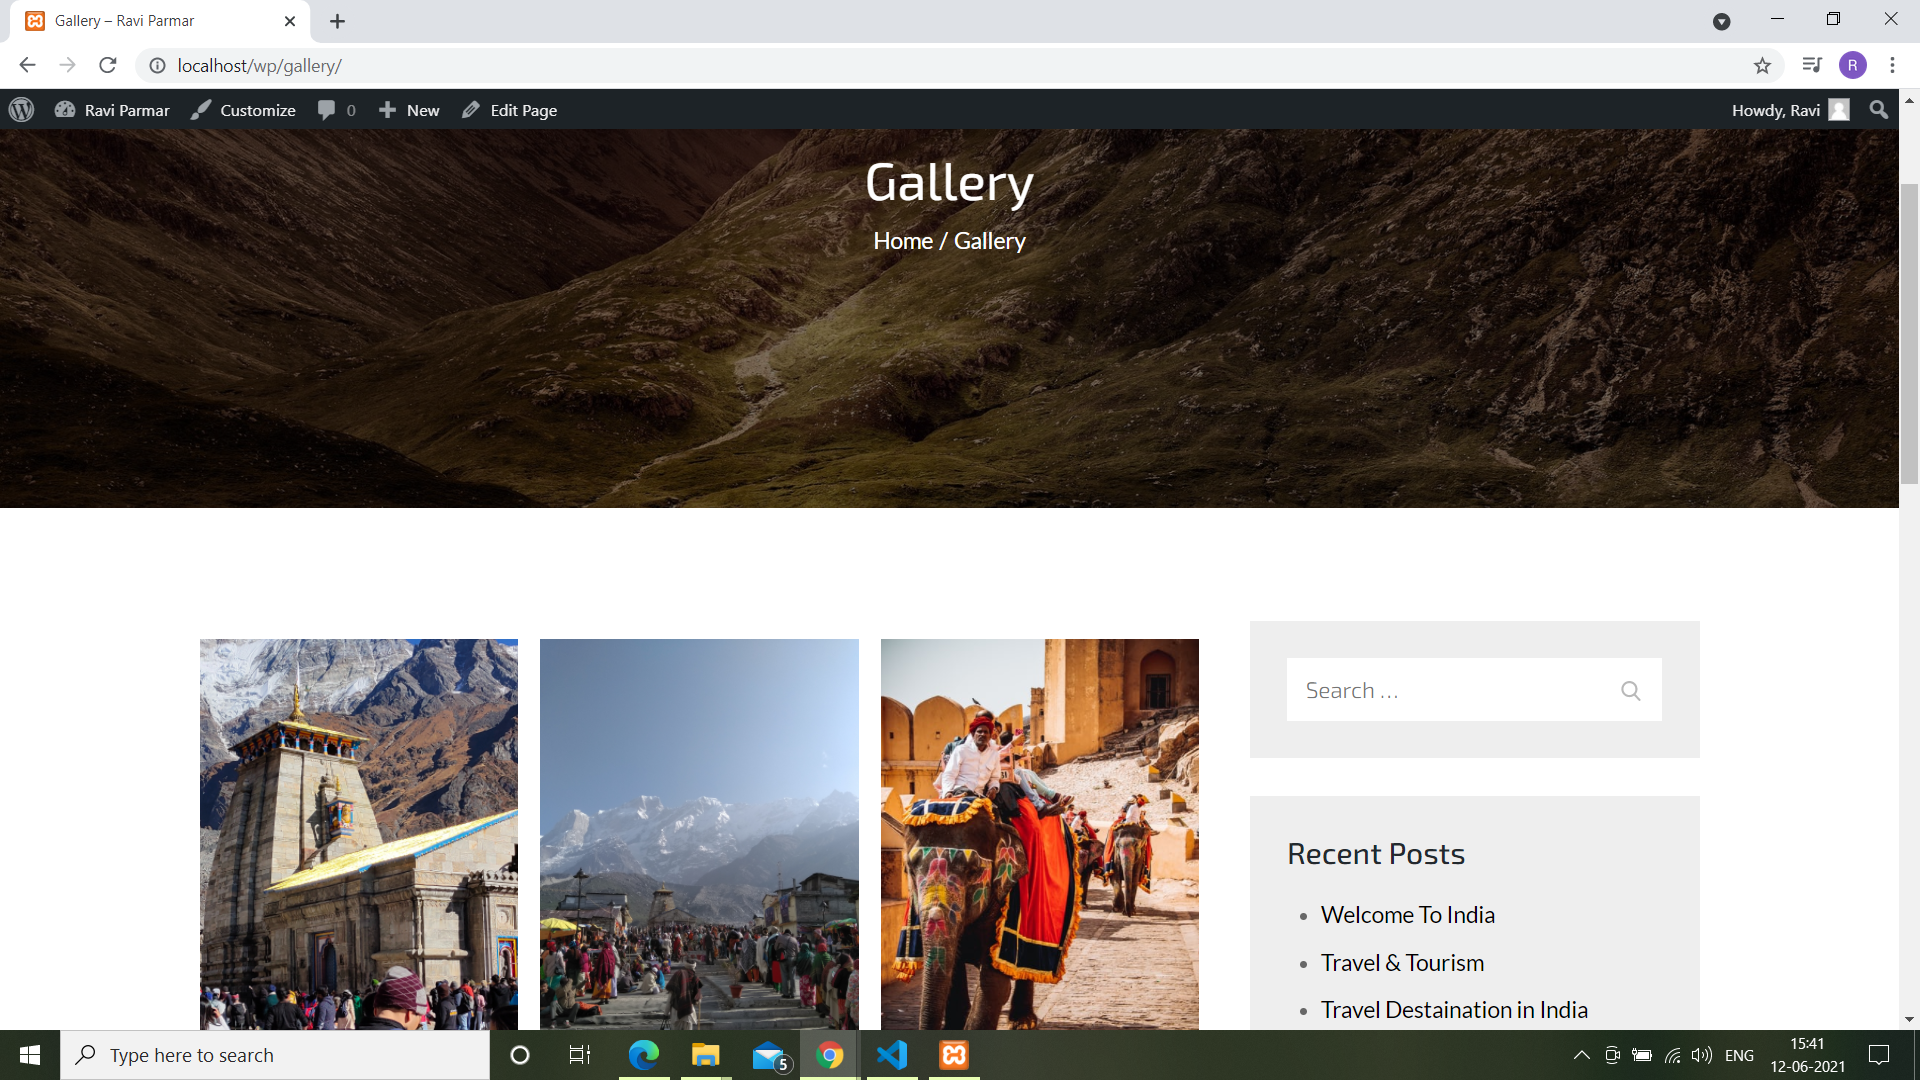 Gallery – Ravi Parmar
localhost/wp/gallery/
R
Ravi Parmar
Customize
0
New
Edit Page
Howdy, Ravi
Gallery
Home / Gallery
Search ...
Recent Posts
Welcome To India
Travel & Tourism
Travel Destaination in India
Type here to search
5
ENG
15:41
12-06-2021